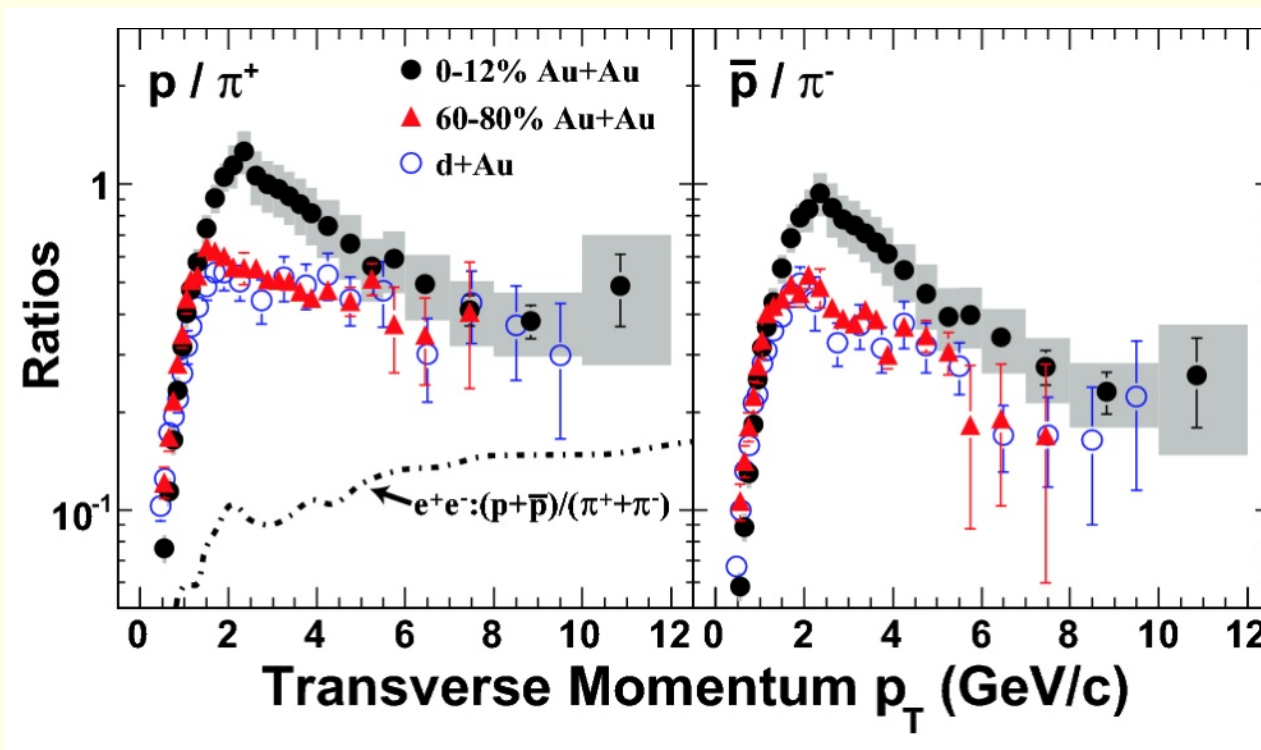 p / π⁺
0-12% Au+Au
60-80% Au+Au
d+Au
p̅ / π⁻
Ratios
1
10⁻¹
e⁺e⁻:(p+p̅)/(π⁺+π⁻)
0 2 4 6 8 10 12 0 2 4 6 8 10 12
Transverse Momentum p_T (GeV/c)